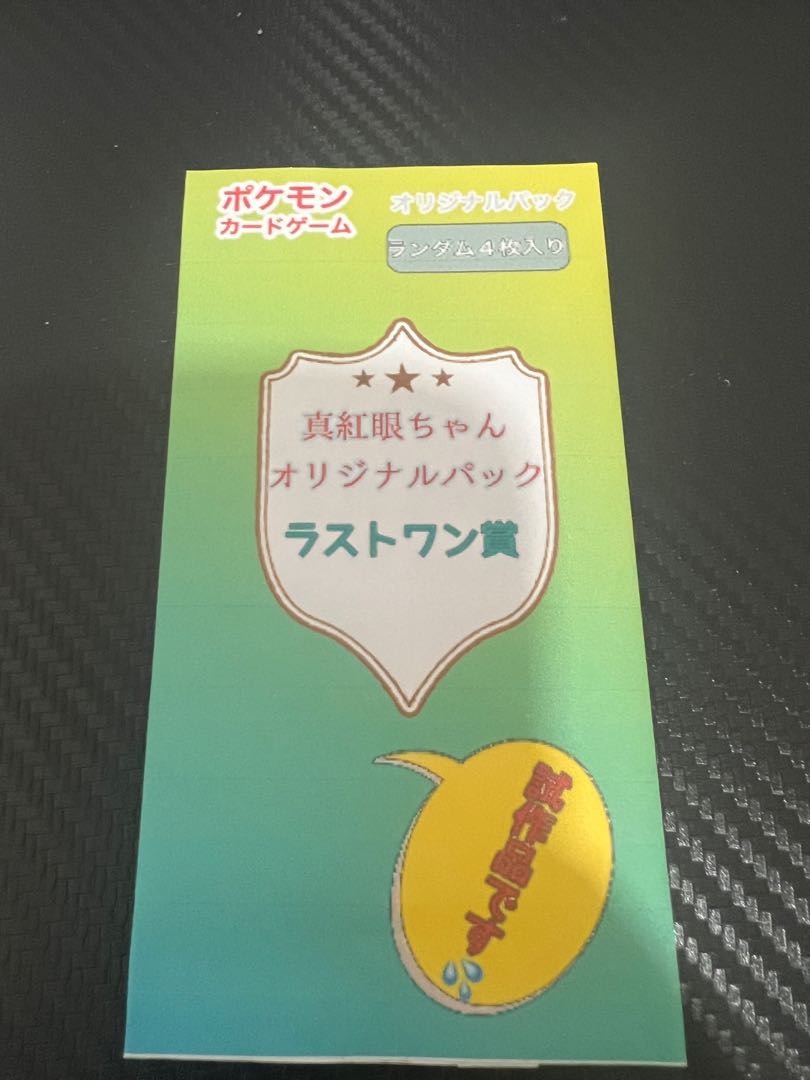 ポケモン
カードゲーム
オリジナルパック
ランダム４枚入り
真紅眼ちゃん
オリジナルパック
ラストワン賞
試作品です💦